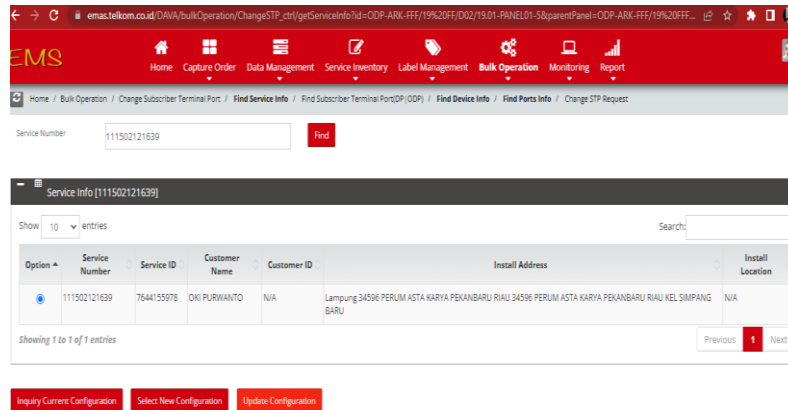 emas.telkom.co.id/DAVA/bulkOperation/ChangeSTP_ctrl/getServiceInfo?id=ODP-ARK-FFF/19%20FF/D02/19.01-PANEL01-5&parentPanel=ODP-ARK-FFF/19%20FFF...
EMS
Home Capture Order Data Management Service Inventory Label Management Bulk Operation Monitoring Report
Home / Bulk Operation / Change Subscriber Terminal Port / Find Service Info / Find Subscriber Terminal Port(DP|ODP) / Find Device Info / Find Ports Info / Change STP Request
Service Number 111502121639 Find
Service Info [111502121639]
Show 10 entries Search:
Option Service Number Service ID Customer Name Customer ID Install Address Install Location
111502121639 7644155978 OKI PURWANTO N/A Lampung 34596 PERUM ASTA KARYA PEKANBARU RIAU 34596 PERUM ASTA KARYA PEKANBARU RIAU KEL SIMPANG BARU N/A
Showing 1 to 1 of 1 entries Previous 1 Next
Inquiry Current Configuration Select New Configuration Update Configuration